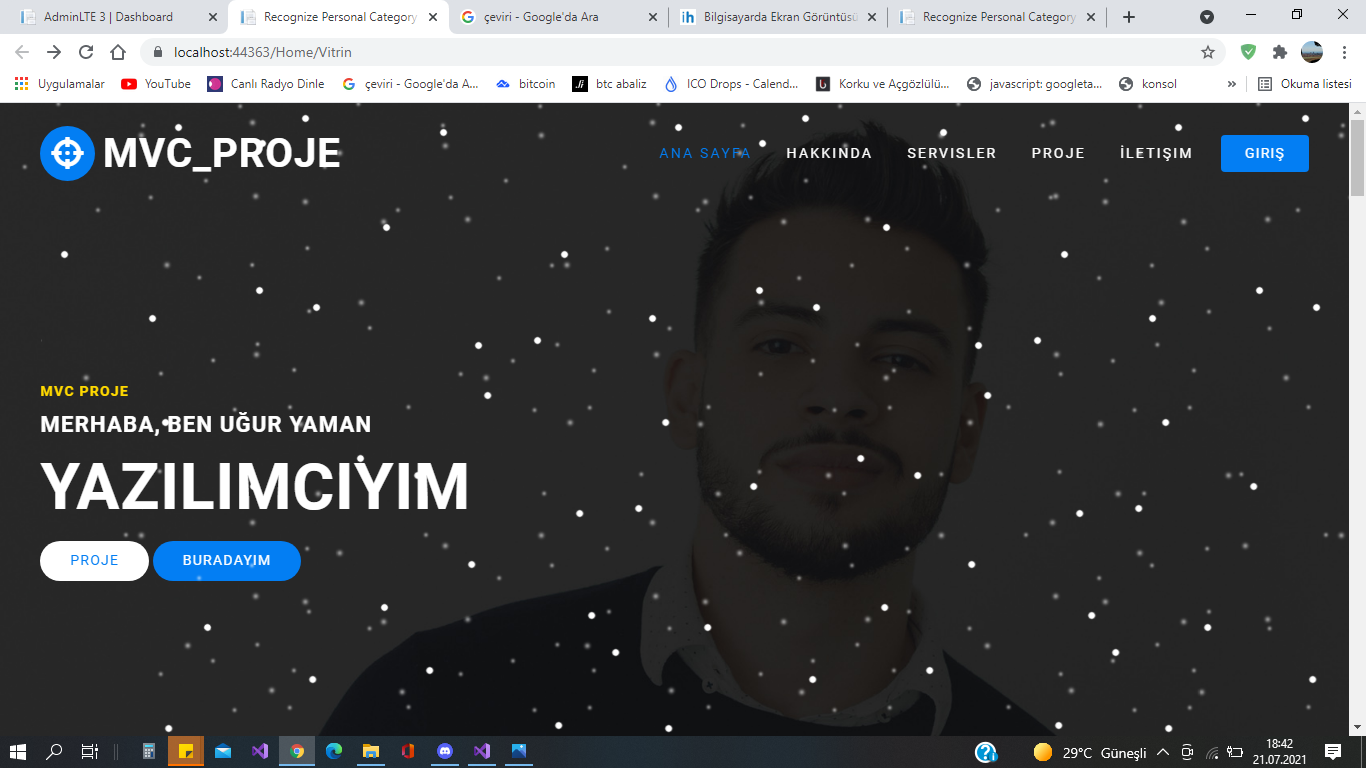 AdminLTE 3 | Dashboard
Recognize Personal Category
çeviri - Google'da Ara
Bilgisayarda Ekran Görüntüsü
Recognize Personal Category
localhost:44363/Home/Vitrin
Uygulamalar
YouTube
Canlı Radyo Dinle
çeviri - Google'da A...
bitcoin
btc abaliz
ICO Drops - Calend...
Korku ve Açgözlülü...
javascript: googleta...
konsol
»
Okuma listesi
MVC_PROJE
ANA SAYFA
HAKKINDA
SERVISLER
PROJE
İLETIŞIM
GIRIŞ
MVC PROJE
MERHABA, BEN UĞUR YAMAN
YAZILIMCIYIM
PROJE
BURADAYIM
29°C Güneşli
18:42
21.07.2021